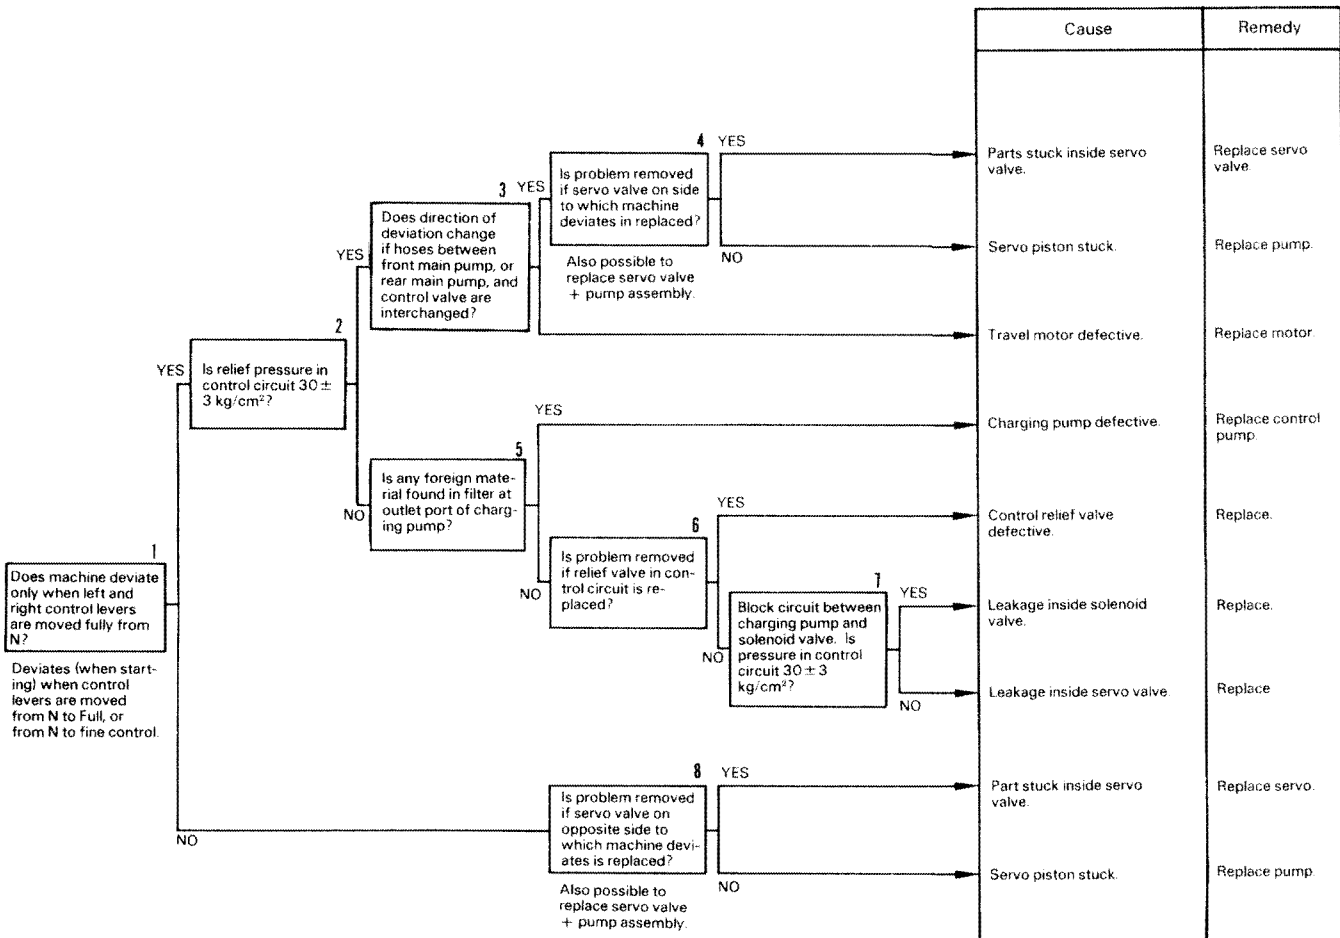 Cause
Remedy
4
YES
Is problem removed
if servo valve on side
to which machine
deviates in replaced?
Parts stuck inside servo
valve.
Replace servo
valve
3
YES
Does direction of
deviation change
if hoses between
front main pump, or
rear main pump, and
control valve are
interchanged?
YES
NO
Servo piston stuck.
Replace pump.
Also possible to
replace servo valve
+ pump assembly.
2
YES
Is relief pressure in
control circuit 30 ±
3 kg/cm²?
Travel motor defective.
Replace motor.
YES
Charging pump defective.
Replace control
pump.
5
Is any foreign mate-
rial found in filter at
outlet port of charg-
ing pump?
NO
6
YES
Control relief valve
defective.
Replace.
Is problem removed
if relief valve in con-
trol circuit is re-
placed?
NO
1
Does machine deviate
only when left and
right control levers
are moved fully from
N?
Deviates (when start-
ing) when control
levers are moved
from N to Full, or
from N to fine control.
7
YES
Block circuit between
charging pump and
solenoid valve. Is
pressure in control
circuit 30 ± 3
kg/cm²?
NO
Leakage inside solenoid
valve.
Replace.
NO
Leakage inside servo valve.
Replace
8
YES
Is problem removed
if servo valve on
opposite side to
which machine devi-
ates is replaced?
Part stuck inside servo
valve.
Replace servo.
NO
NO
Servo piston stuck.
Replace pump.
Also possible to
replace servo valve
+ pump assembly.